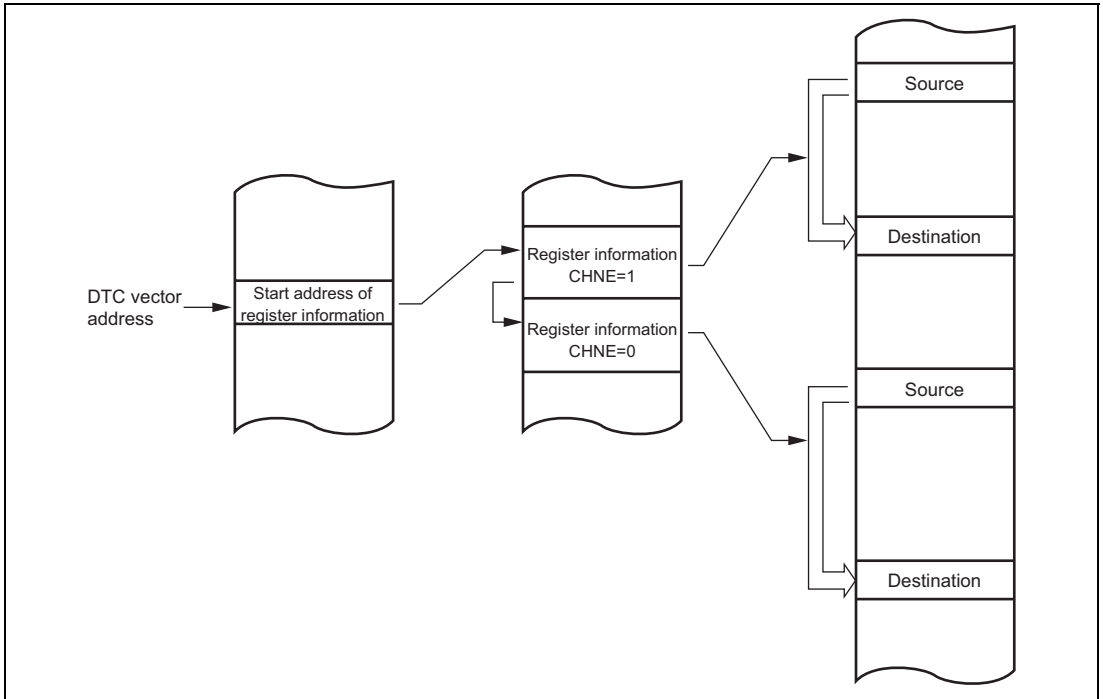 DTC vector
address
Start address of
register information
Register information
CHNE=1
Register information
CHNE=0
Source
Destination
Source
Destination